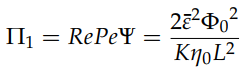 Π₁ = RePeΨ = 2ε̄²Φ₀² / Kη₀L²